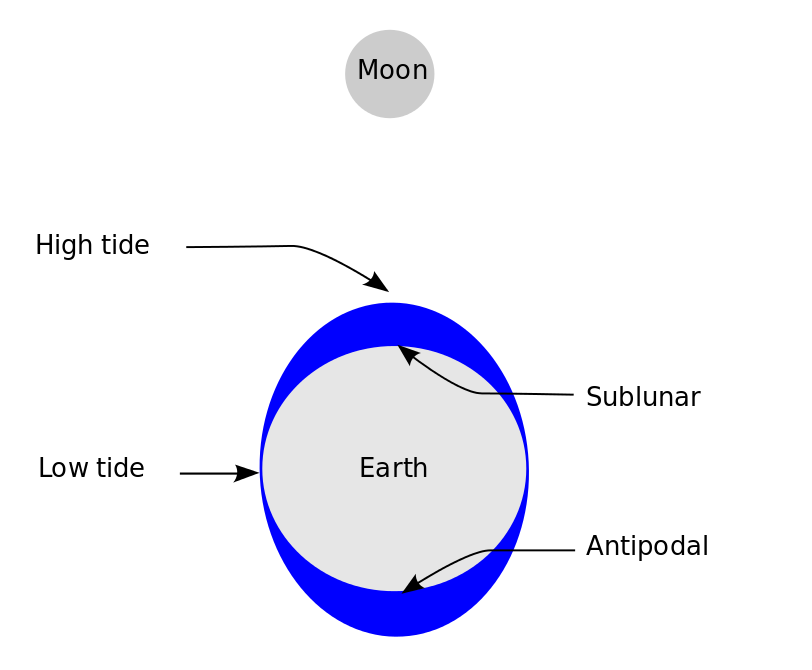 Moon
High tide
Sublunar
Low tide
Earth
Antipodal